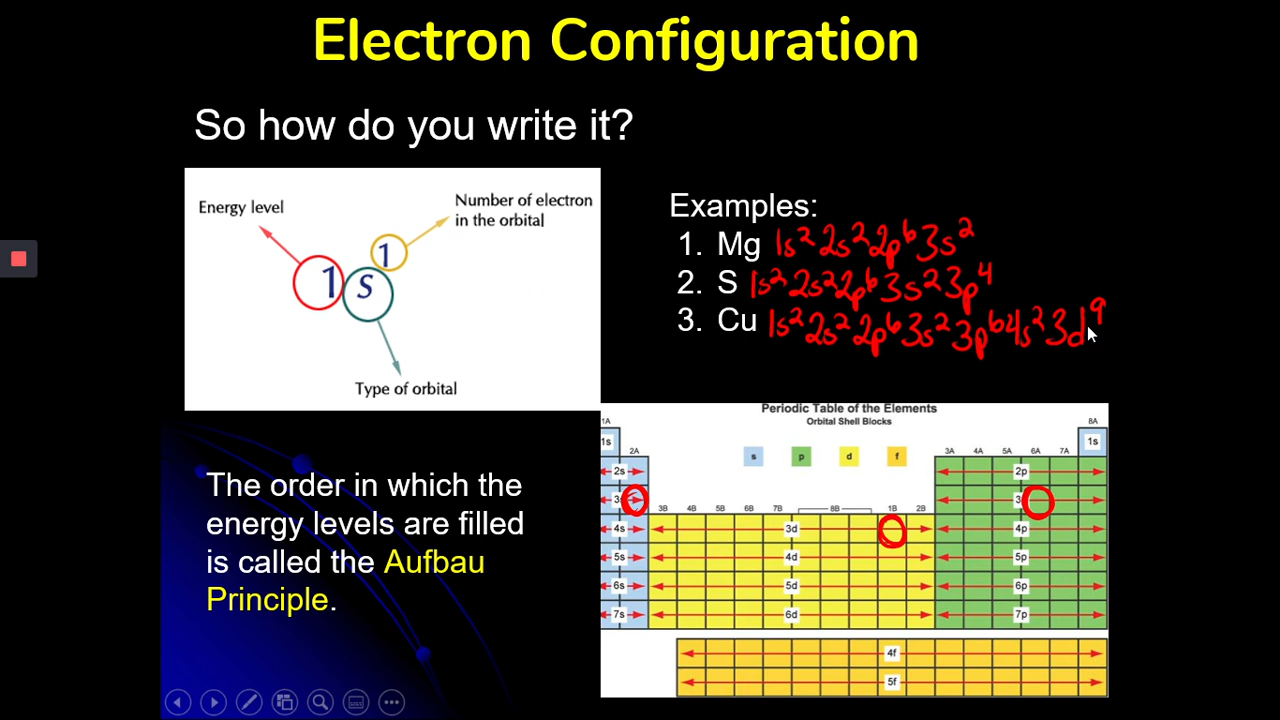 Electron Configuration
So how do you write it?
Energy level
Number of electron
in the orbital
1s¹
Type of orbital
Examples:
1. Mg 1s²2s²2p⁶3s²
2. S 1s²2s²2p⁶3s²3p⁴
3. Cu 1s²2s²2p⁶3s²3p⁶4s²3d⁹
The order in which the
energy levels are filled
is called the Aufbau
Principle.
Periodic Table of the Elements
Orbital Shell Blocks
1A 8A
1s 2A s p d f 3A 4A 5A 6A 7A 1s
2s 2p
3s 3B 4B 5B 6B 7B 8B 1B 2B 3
4s 3d 4p
5s 4d 5p
6s 5d 6p
7s 6d 7p
4f
5f